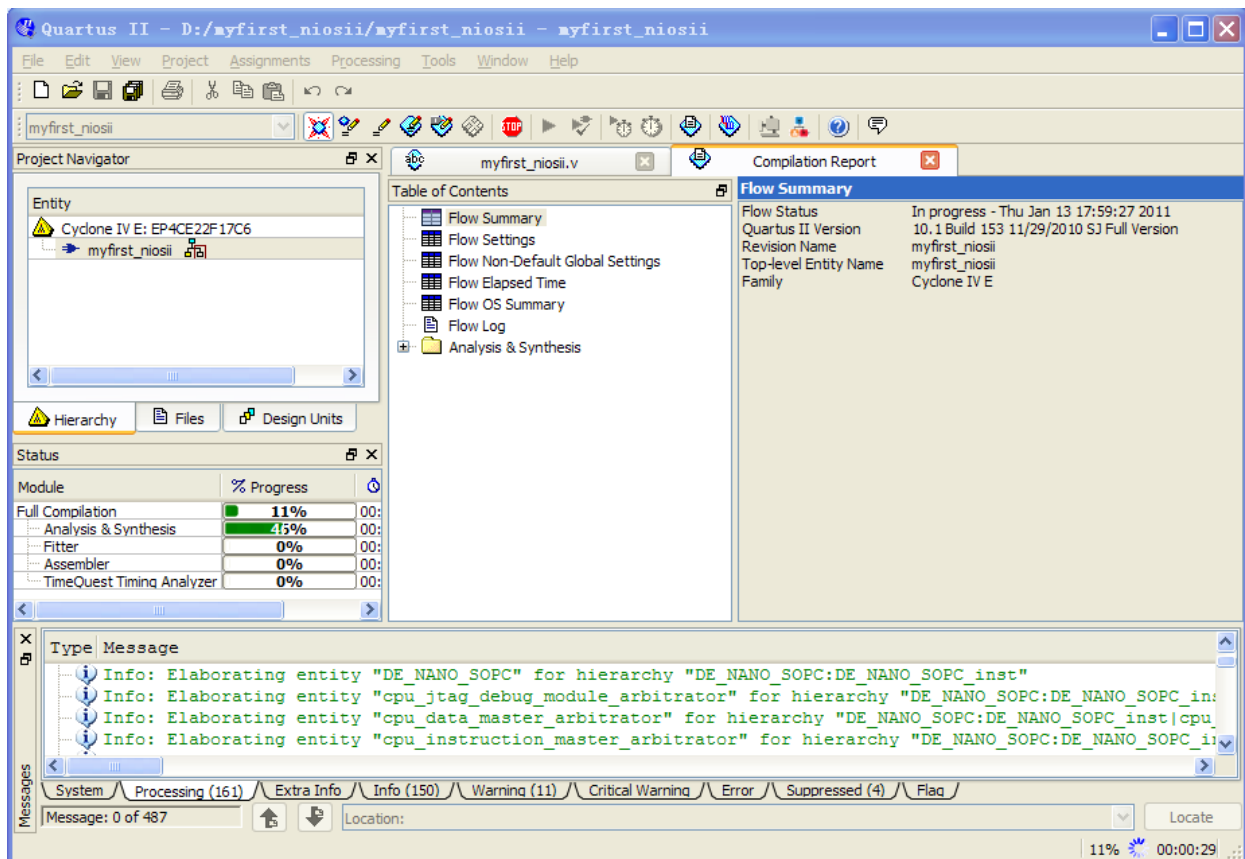 Quartus II - D:/myfirst_niosii/myfirst_niosii - myfirst_niosii
File Edit View Project Assignments Processing Tools Window Help
myfirst_niosii
STOP
Project Navigator
Entity
Cyclone IV E: EP4CE22F17C6
myfirst_niosii
Hierarchy Files Design Units
Status
Module % Progress
Full Compilation 11% 00:
Analysis & Synthesis 45% 00:
Fitter 0% 00:
Assembler 0% 00:
TimeQuest Timing Analyzer 0% 00:
abc myfirst_niosii.v Compilation Report
Table of Contents
Flow Summary
Flow Settings
Flow Non-Default Global Settings
Flow Elapsed Time
Flow OS Summary
Flow Log
Analysis & Synthesis
Flow Summary
Flow Status In progress - Thu Jan 13 17:59:27 2011
Quartus II Version 10.1 Build 153 11/29/2010 SJ Full Version
Revision Name myfirst_niosii
Top-level Entity Name myfirst_niosii
Family Cyclone IV E
Type Message
Info: Elaborating entity "DE_NANO_SOPC" for hierarchy "DE_NANO_SOPC:DE_NANO_SOPC_inst"
Info: Elaborating entity "cpu_jtag_debug_module_arbitrator" for hierarchy "DE_NANO_SOPC:DE_NANO_SOPC_ins
Info: Elaborating entity "cpu_data_master_arbitrator" for hierarchy "DE_NANO_SOPC:DE_NANO_SOPC_inst|cpu_
Info: Elaborating entity "cpu_instruction_master_arbitrator" for hierarchy "DE_NANO_SOPC:DE_NANO_SOPC_i
System Processing (161) Extra Info Info (150) Warning (11) Critical Warning Error Suppressed (4) Flag
Messages
Message: 0 of 487 Location: Locate
11% 00:00:29